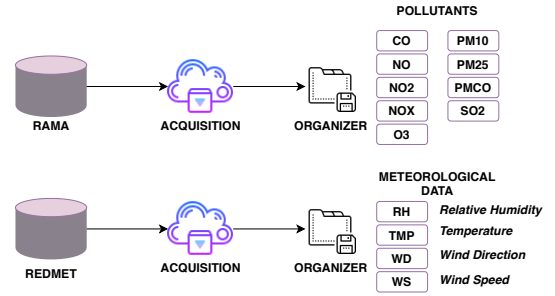 POLLUTANTS
CO PM10
NO PM25
NO2 PMCO
NOX SO2
O3
RAMA ACQUISITION ORGANIZER
METEOROLOGICAL
DATA
RH Relative Humidity
TMP Temperature
WD Wind Direction
WS Wind Speed
REDMET ACQUISITION ORGANIZER